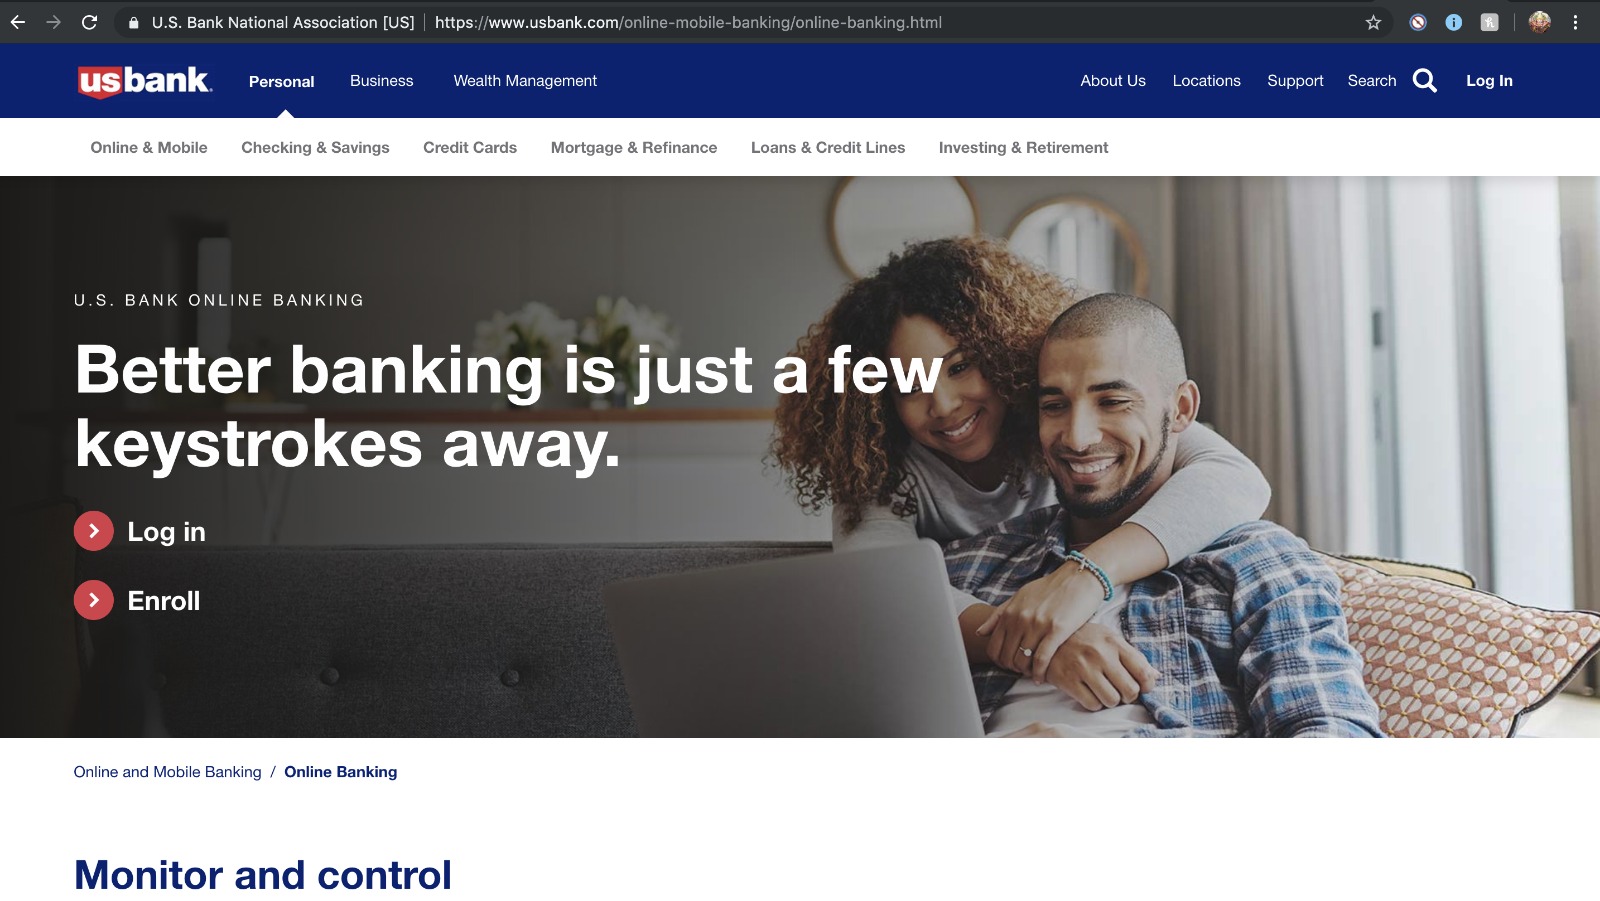 U.S. Bank National Association [US] https://www.usbank.com/online-mobile-banking/online-banking.html
usbank. Personal Business Wealth Management About Us Locations Support Search Log In
Online & Mobile Checking & Savings Credit Cards Mortgage & Refinance Loans & Credit Lines Investing & Retirement
U.S. BANK ONLINE BANKING
Better banking is just a few
keystrokes away.
Log in
Enroll
Online and Mobile Banking / Online Banking
Monitor and control